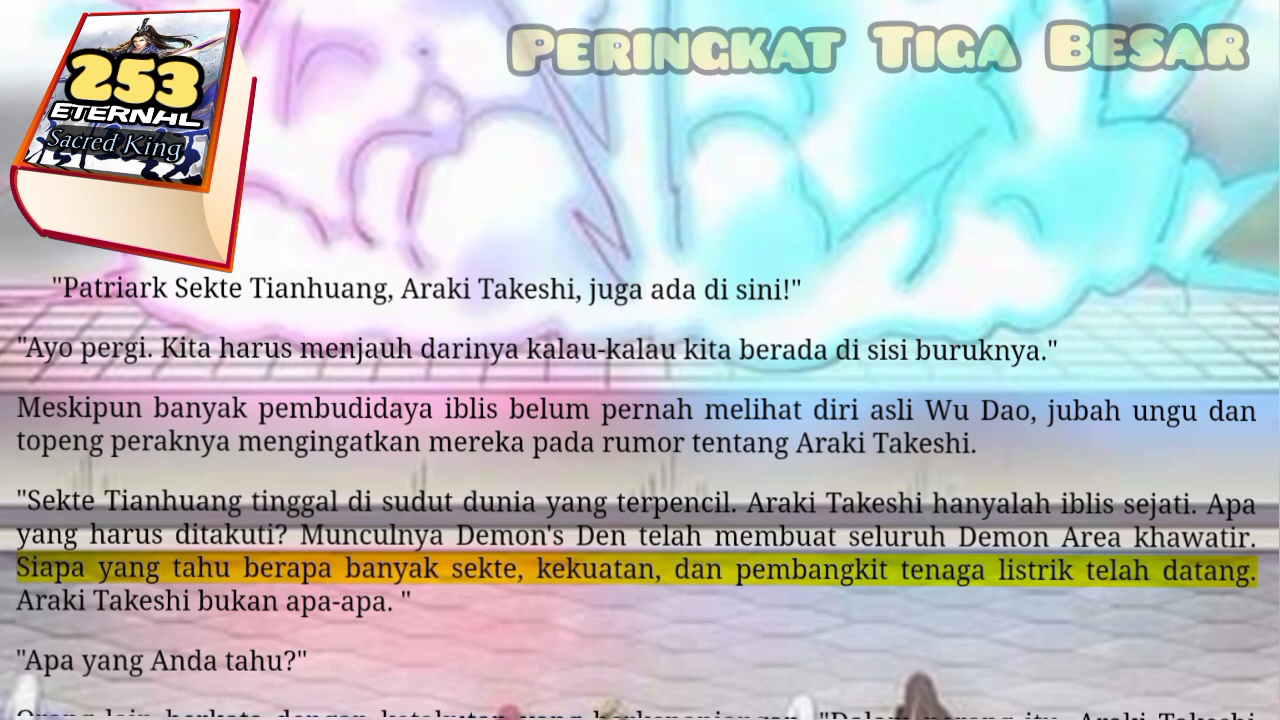 Peringkat Tiga Besar
253
ETERNAL
Sacred King
"Patriark Sekte Tianhuang, Araki Takeshi, juga ada di sini!"
"Ayo pergi. Kita harus menjauh darinya kalau-kalau kita berada di sisi buruknya."
Meskipun banyak pembudidaya iblis belum pernah melihat diri asli Wu Dao, jubah ungu dan
topeng peraknya mengingatkan mereka pada rumor tentang Araki Takeshi.
"Sekte Tianhuang tinggal di sudut dunia yang terpencil. Araki Takeshi hanyalah iblis sejati. Apa
yang harus ditakuti? Munculnya Demon's Den telah membuat seluruh Demon Area khawatir.
Siapa yang tahu berapa banyak sekte, kekuatan, dan pembangkit tenaga listrik telah datang.
Araki Takeshi bukan apa-apa. "
"Apa yang Anda tahu?"